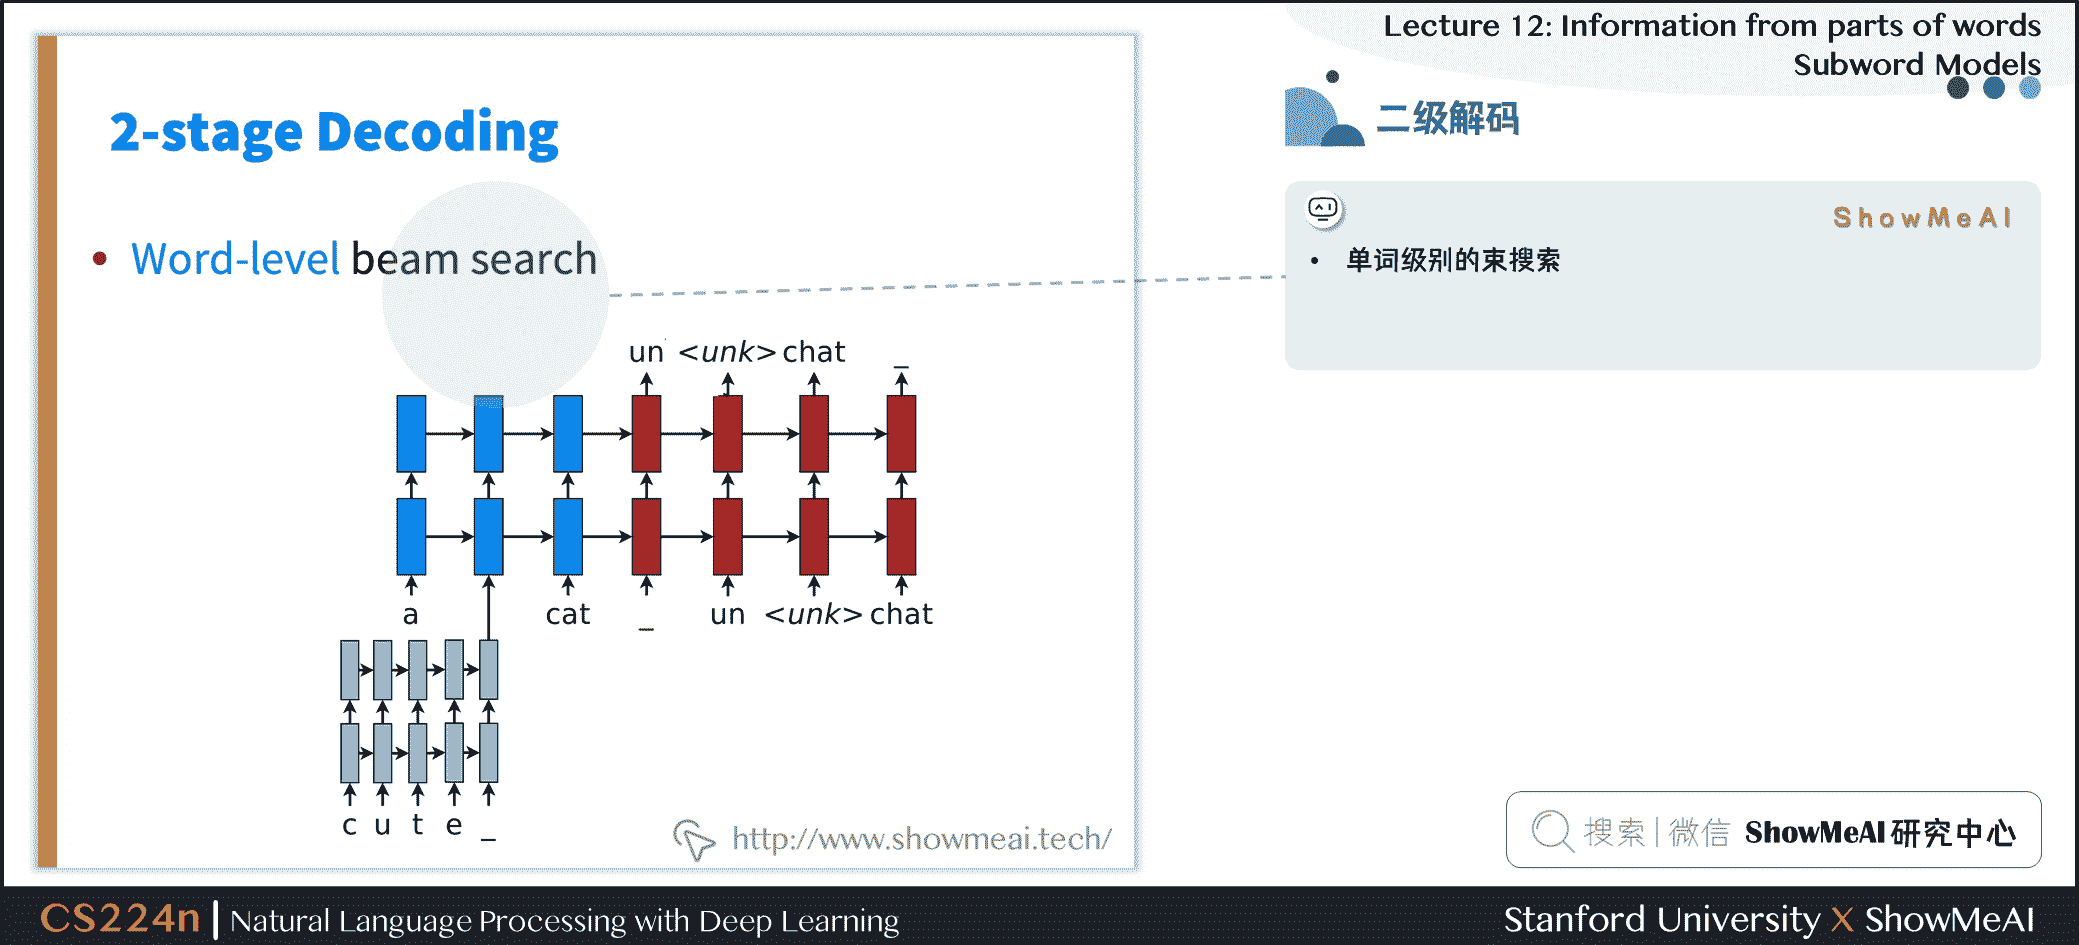 Lecture 12: Information from parts of words
Subword Models
2-stage Decoding
• Word-level beam search
un <unk> chat _
a cat _ un <unk> chat
c u t e _
http://www.showmeai.tech/
二级解码
ShowMeAI
• 单词级别的束搜索
搜索 | 微信 ShowMeAI 研究中心
CS224n | Natural Language Processing with Deep Learning
Stanford University X ShowMeAI